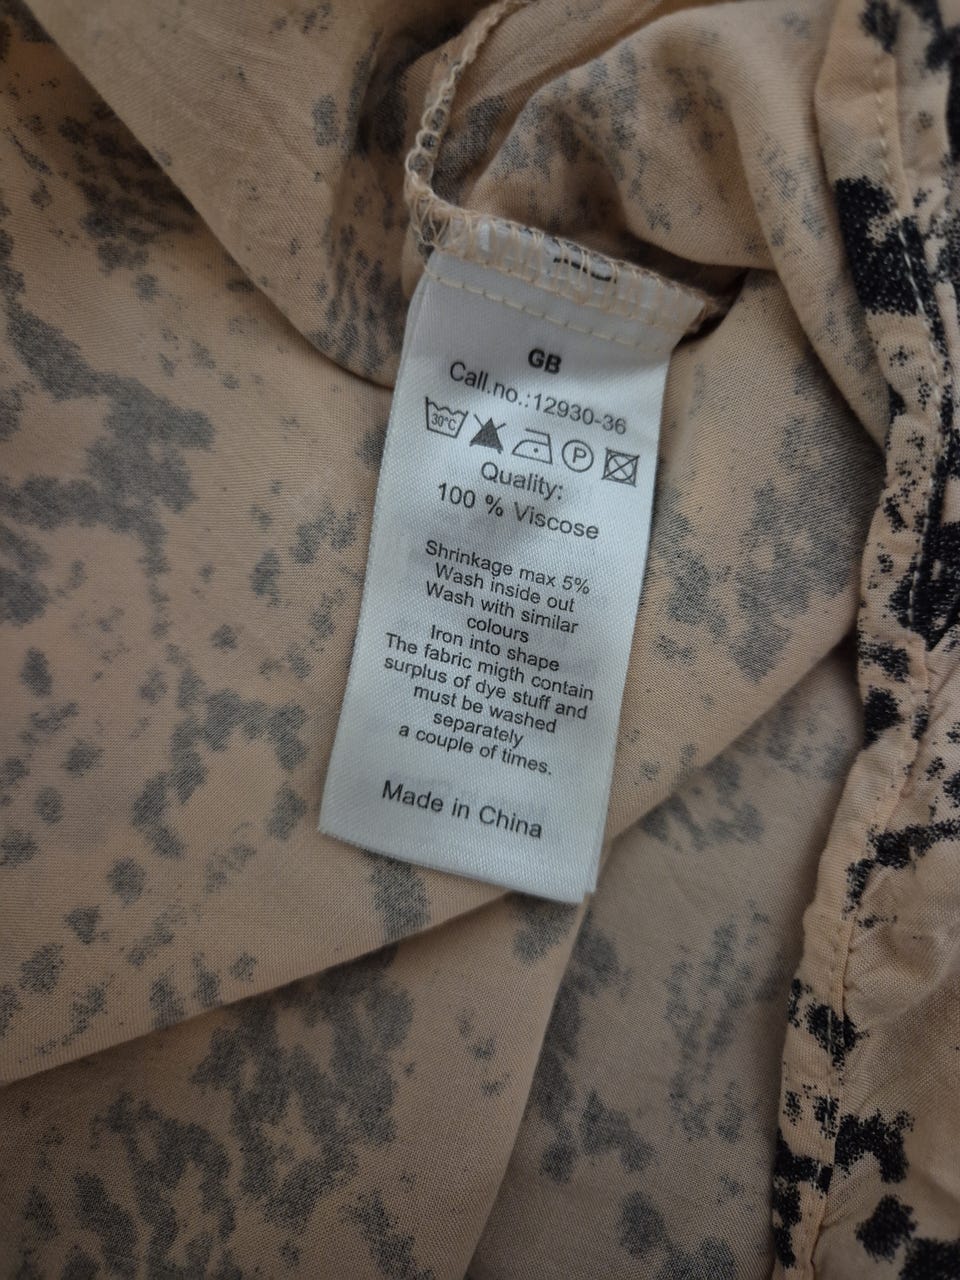 GB
Call.no.:12930-36
30°C P
Quality:
100 % Viscose
Shrinkage max 5%
Wash inside out
Wash with similar
colours
Iron into shape
The fabric migth contain
surplus of dye stuff and
must be washed
separately
a couple of times.
Made in China